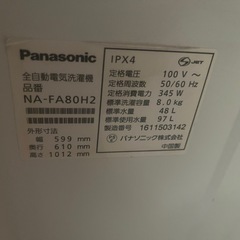 Panasonic
全自動電気洗濯機
品番
NA-FA80H2
外形寸法
幅 599 mm
奥行 610 mm
高さ 1012 mm
IPX4
JET
定格電圧 100 V ～
定格周波数 50/60 Hz
定格消費電力 345 W
標準洗濯容量 8.0 kg
標準水量 48 L
標準使用水量 97 L
製造番号 1611503142
パナソニック株式会社
中国製